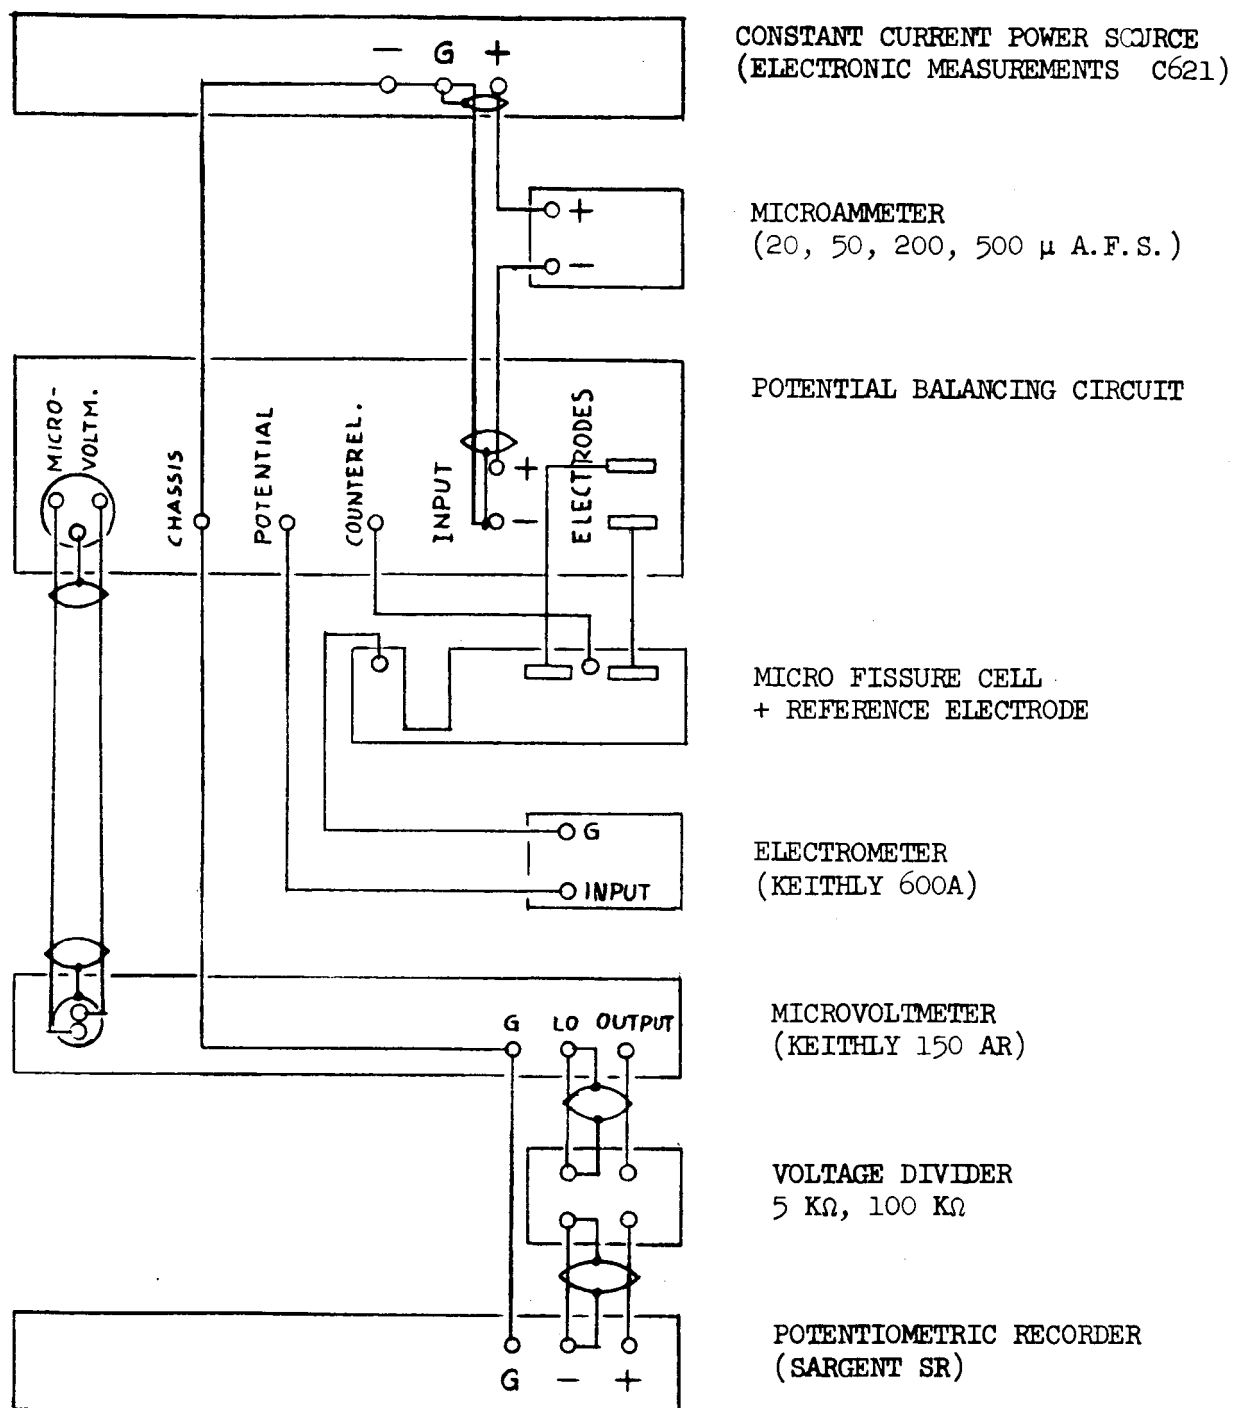 - G +
CONSTANT CURRENT POWER SOURCE
(ELECTRONIC MEASUREMENTS C621)
+
-
MICROAMMETER
(20, 50, 200, 500 μ A.F.S.)
MICRO-
VOLTM.
CHASSIS
POTENTIAL
COUNTEREL.
INPUT
+
-
ELECTRODES
POTENTIAL BALANCING CIRCUIT
MICRO FISSURE CELL
+ REFERENCE ELECTRODE
G
INPUT
ELECTROMETER
(KEITHLY 600A)
G LO OUTPUT
MICROVOLTMETER
(KEITHLY 150 AR)
VOLTAGE DIVIDER
5 KΩ, 100 KΩ
G - +
POTENTIOMETRIC RECORDER
(SARGENT SR)